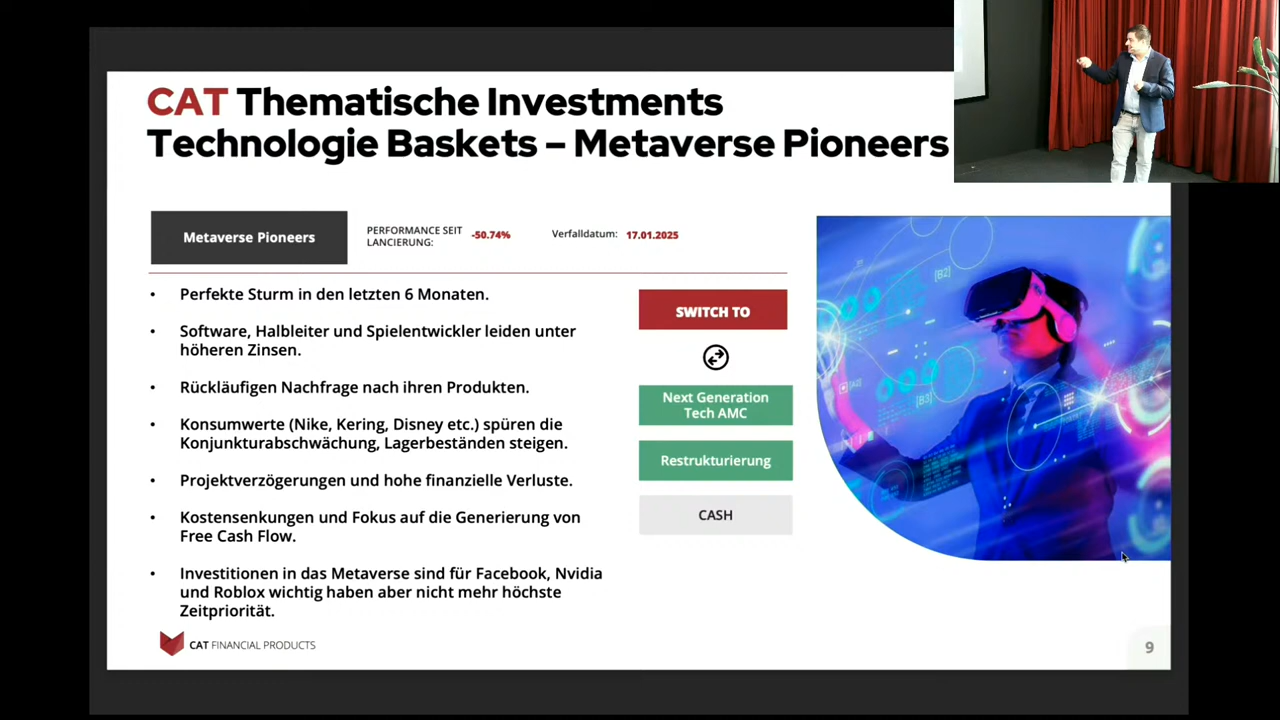 CAT Thematische Investments
Technologie Baskets – Metaverse Pioneers
Metaverse Pioneers
PERFORMANCE SEIT
LANCIERUNG:
-50.74%
Verfalldatum: 17.01.2025
• Perfekte Sturm in den letzten 6 Monaten.
• Software, Halbleiter und Spielentwickler leiden unter
höheren Zinsen.
• Rückläufigen Nachfrage nach ihren Produkten.
• Konsumwerte (Nike, Kering, Disney etc.) spüren die
Konjunkturabschwächung, Lagerbeständen steigen.
• Projektverzögerungen und hohe finanzielle Verluste.
• Kostensenkungen und Fokus auf die Generierung von
Free Cash Flow.
• Investitionen in das Metaverse sind für Facebook, Nvidia
und Roblox wichtig haben aber nicht mehr höchste
Zeitpriorität.
SWITCH TO
Next Generation
Tech AMC
Restrukturierung
CASH
[B2]
[A2]
[B3]
CAT FINANCIAL PRODUCTS
9